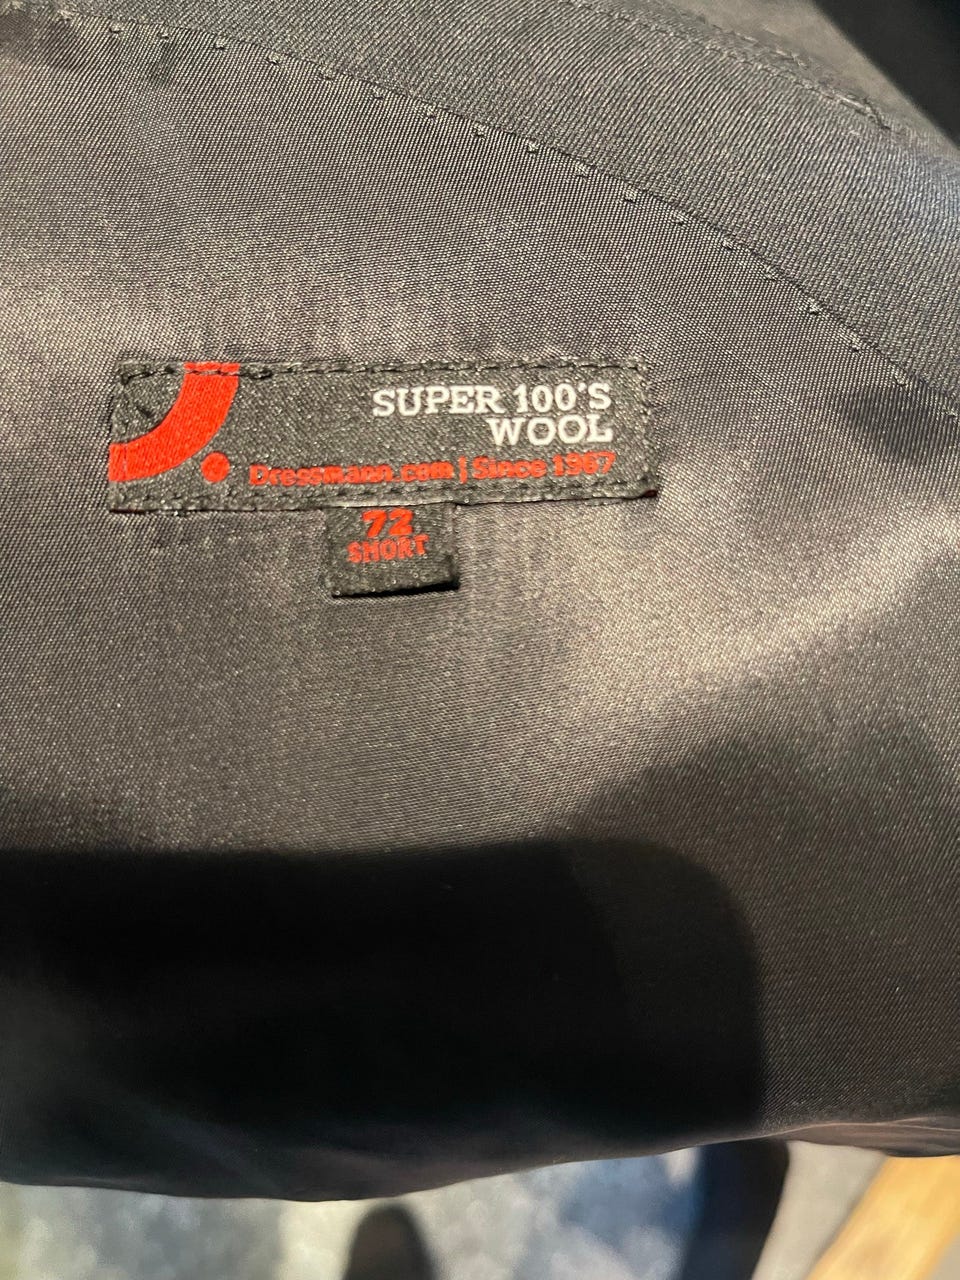 SUPER 100'S
WOOL
Dressmann.com | Since 1967
72
SHORT